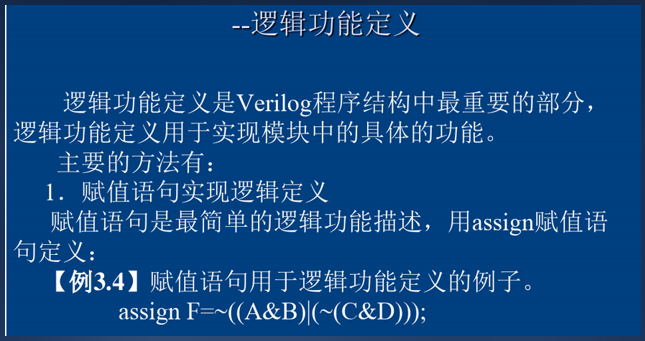 --逻辑功能定义
逻辑功能定义是Verilog程序结构中最重要的部分，
逻辑功能定义用于实现模块中的具体的功能。
主要的方法有：
1．赋值语句实现逻辑定义
赋值语句是最简单的逻辑功能描述，用assign赋值语
句定义：
【例3.4】赋值语句用于逻辑功能定义的例子。
assign F=~((A&B)|(~(C&D)));